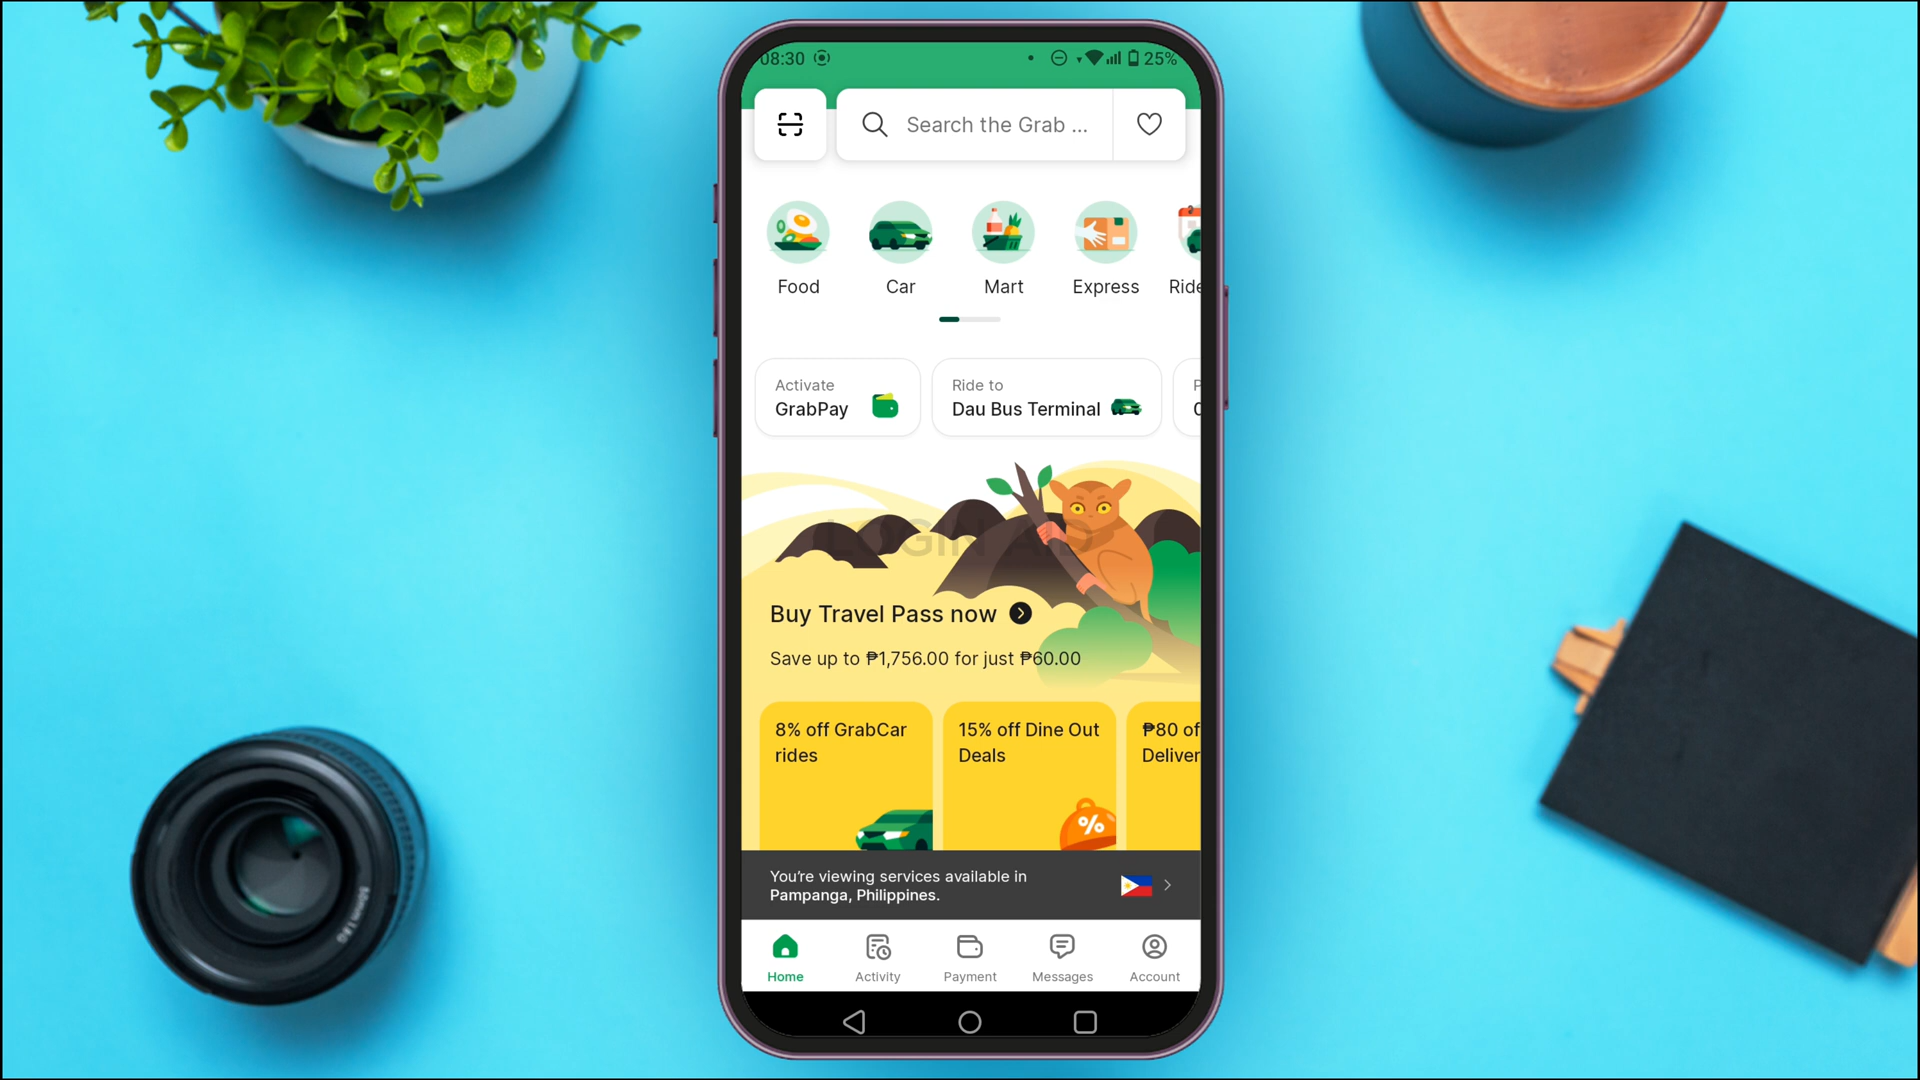 08:30
25%
Search the Grab ...
Food
Car
Mart
Express
Ride
Activate
GrabPay
Ride to
Dau Bus Terminal
P
LOGIN AID
Buy Travel Pass now
Save up to ₱1,756.00 for just ₱60.00
8% off GrabCar
rides
15% off Dine Out
Deals
₱80 of
Deliver
%
You're viewing services available in
Pampanga, Philippines.
Home
Activity
Payment
Messages
Account